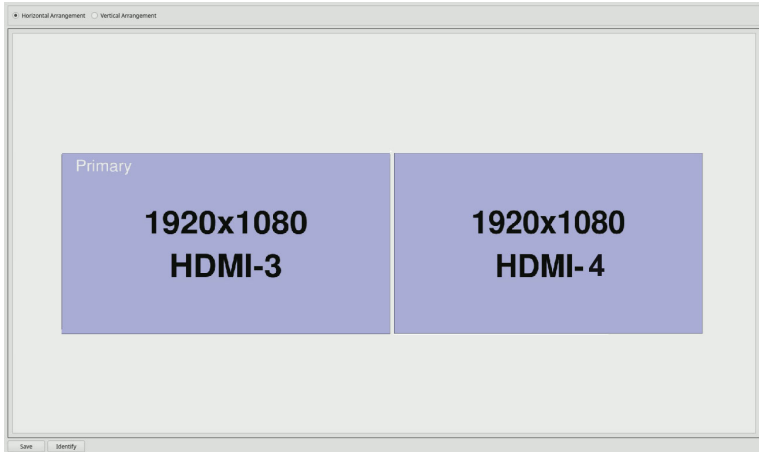 Horizontal Arrangement Vertical Arrangement
Primary
1920x1080
HDMI-3
1920x1080
HDMI-4
Save Identify